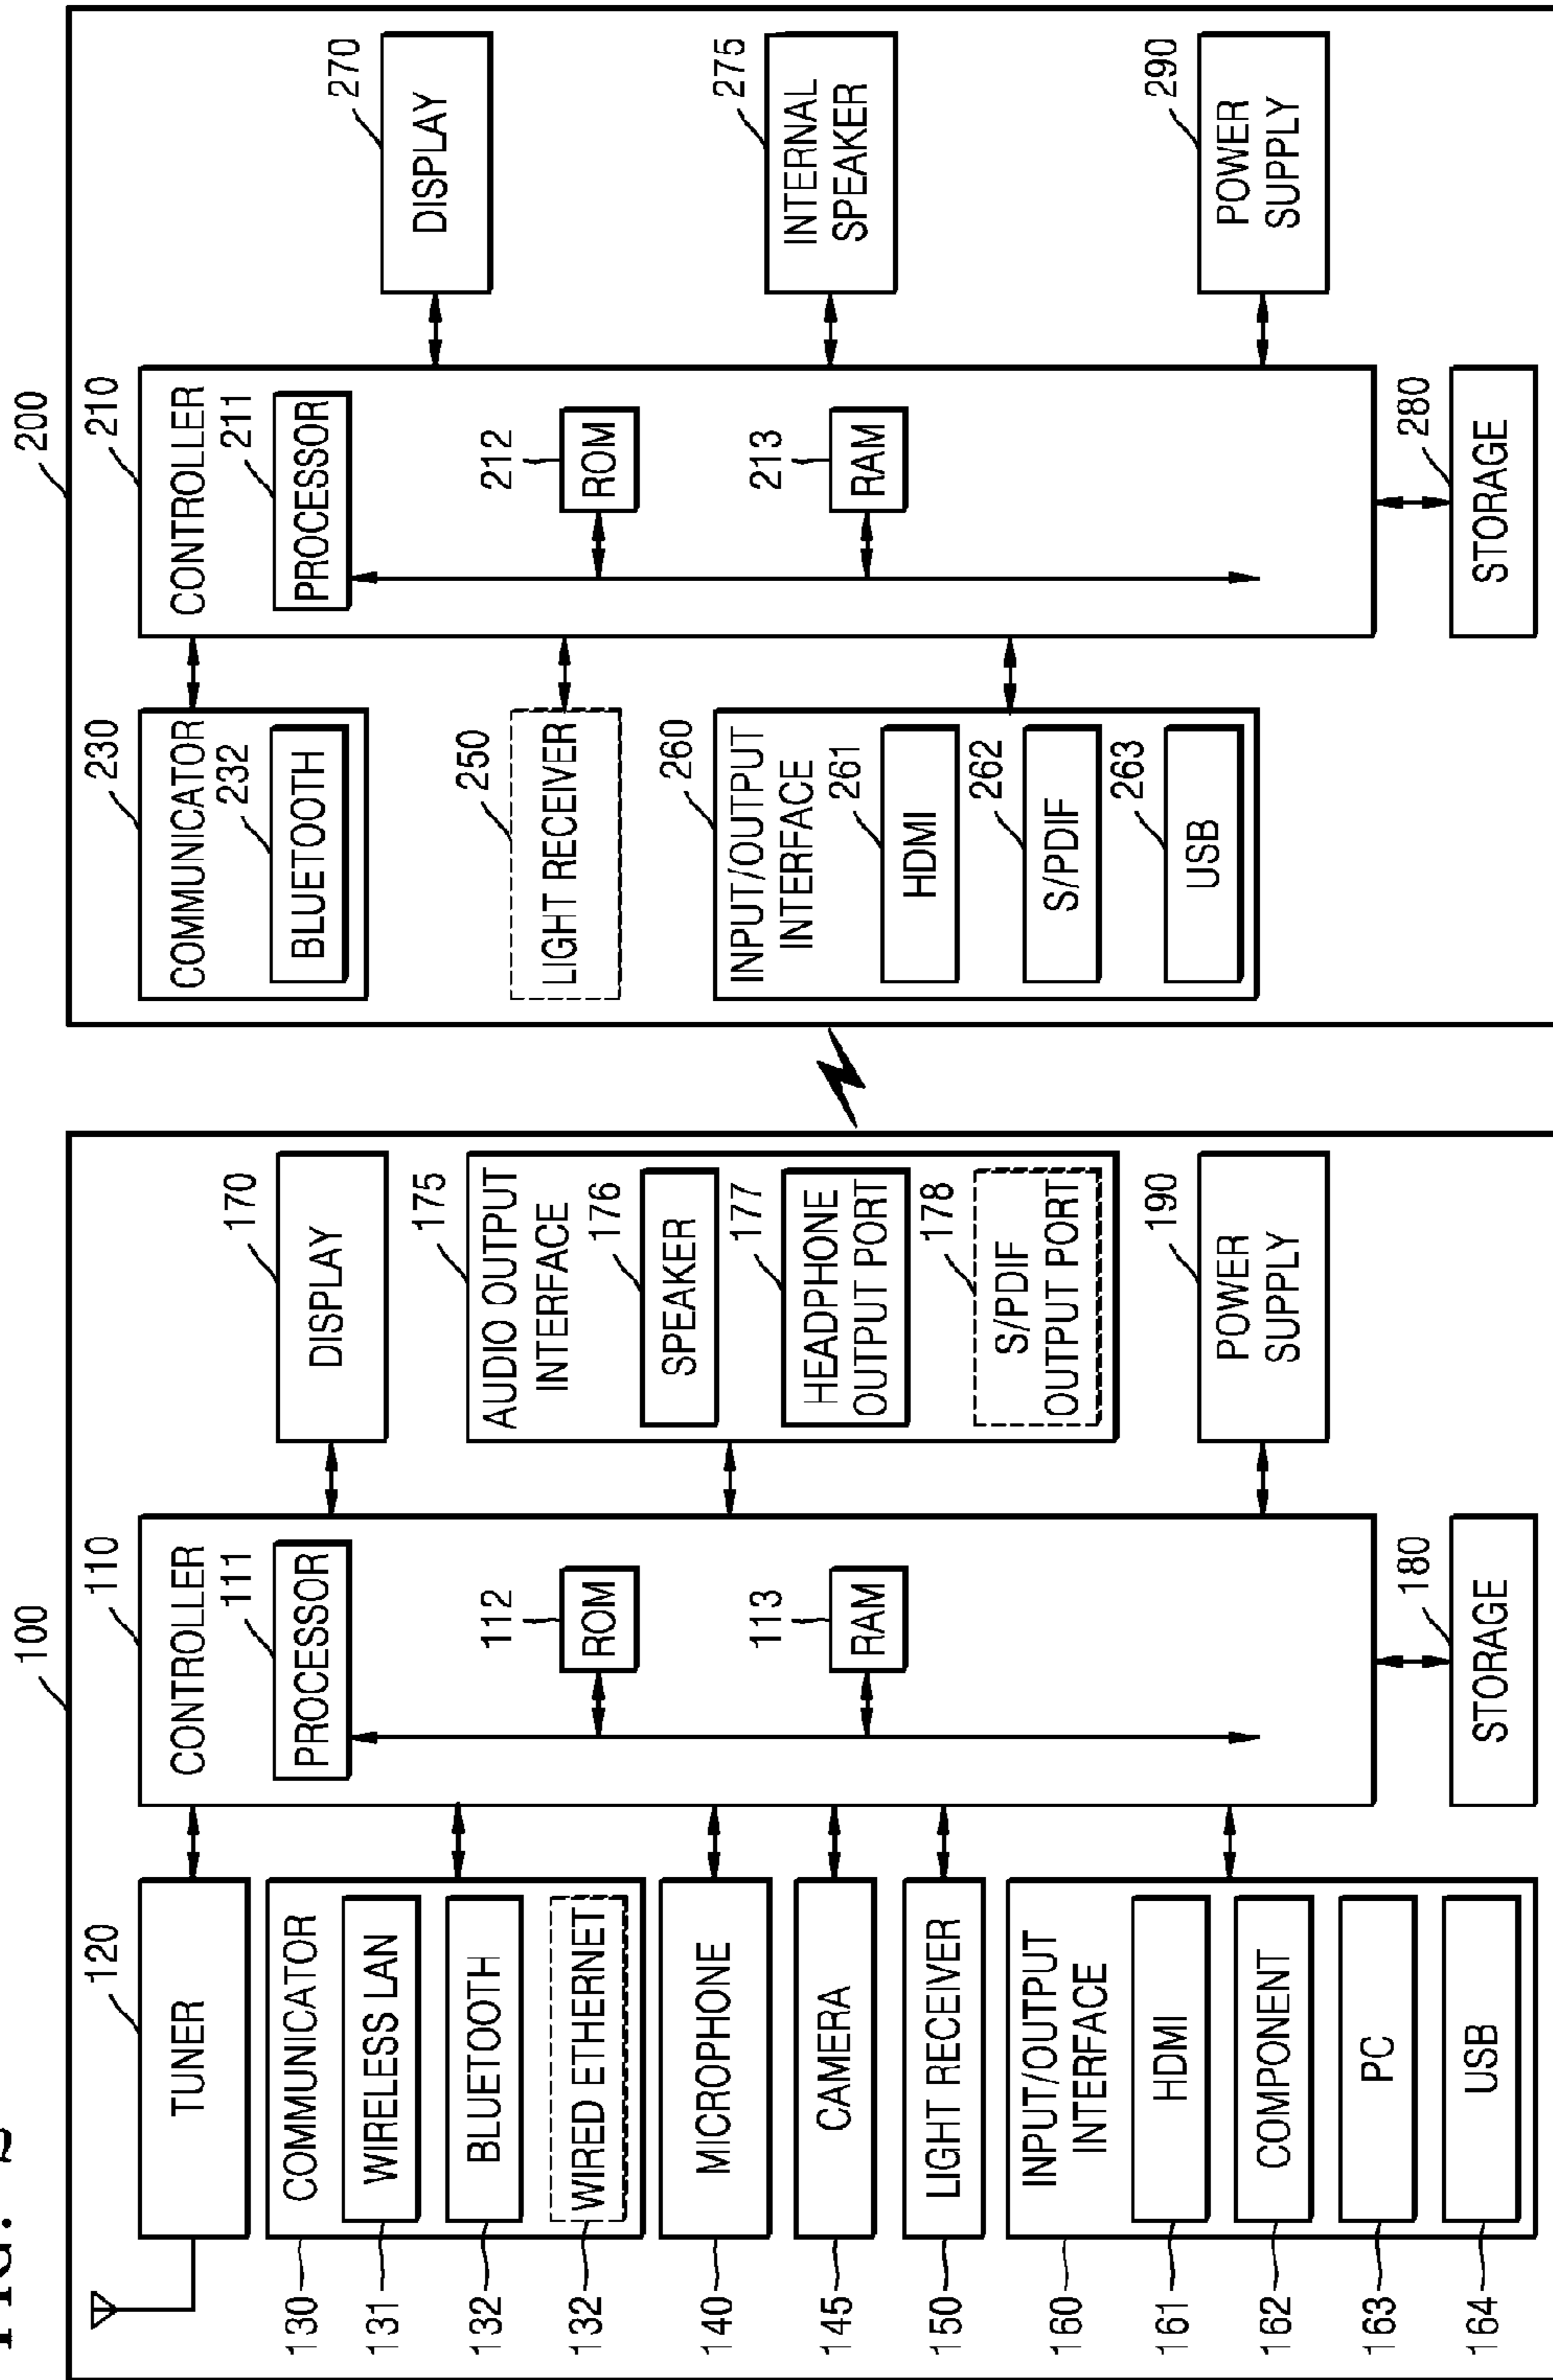 FIG. 2
100
120
TUNER
130
COMMUNICATOR
131
WIRELESS LAN
132
BLUETOOTH
132
WIRED ETHERNET
140
MICROPHONE
145
CAMERA
150
LIGHT RECEIVER
160
INPUT/OUTPUT
INTERFACE
161
HDMI
162
COMPONENT
163
PC
164
USB
110
CONTROLLER
111
PROCESSOR
112
ROM
113
RAM
180
STORAGE
170
DISPLAY
175
AUDIO OUTPUT
INTERFACE
176
SPEAKER
177
HEADPHONE
OUTPUT PORT
178
S/PDIF
OUTPUT PORT
190
POWER
SUPPLY
200
230
COMMUNICATOR
232
BLUETOOTH
250
LIGHT RECEIVER
260
INPUT/OUTPUT
INTERFACE
261
HDMI
262
S/PDIF
263
USB
210
CONTROLLER
211
PROCESSOR
212
ROM
213
RAM
280
STORAGE
270
DISPLAY
275
INTERNAL
SPEAKER
290
POWER
SUPPLY